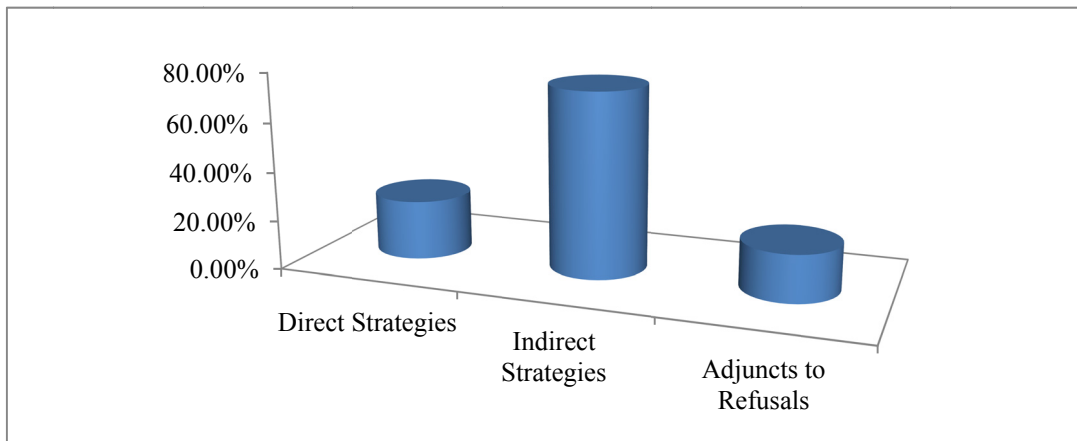 80.00%
60.00%
40.00%
20.00%
0.00%
Direct Strategies
Indirect
Strategies
Adjuncts to
Refusals